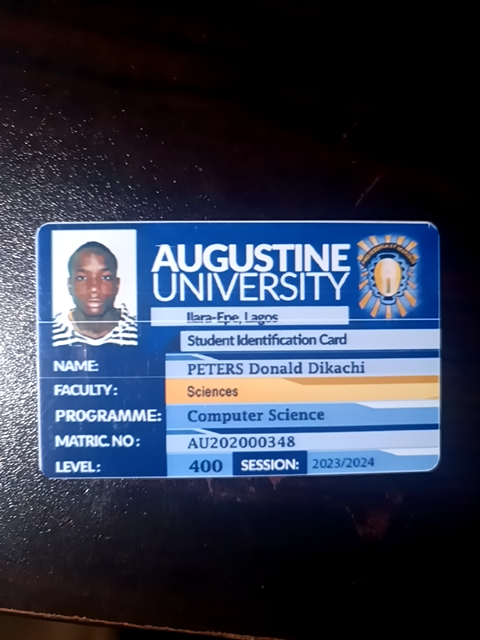 AUGUSTINE
UNIVERSITY
Ilara-Epe, Lagos
Student Identification Card
NAME: PETERS Donald Dikachi
FACULTY: Sciences
PROGRAMME: Computer Science
MATRIC. NO: AU202000348
LEVEL: 400 SESSION: 2023/2024